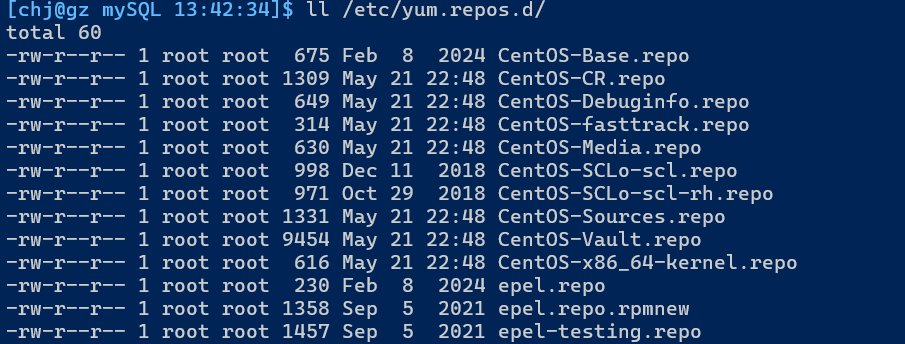 [chj@gz mySQL 13:42:34]$ ll /etc/yum.repos.d/
total 60
-rw-r--r-- 1 root root  675 Feb  8  2024 CentOS-Base.repo
-rw-r--r-- 1 root root 1309 May 21 22:48 CentOS-CR.repo
-rw-r--r-- 1 root root  649 May 21 22:48 CentOS-Debuginfo.repo
-rw-r--r-- 1 root root  314 May 21 22:48 CentOS-fasttrack.repo
-rw-r--r-- 1 root root  630 May 21 22:48 CentOS-Media.repo
-rw-r--r-- 1 root root  998 Dec 11  2018 CentOS-SCLo-scl.repo
-rw-r--r-- 1 root root  971 Oct 29  2018 CentOS-SCLo-scl-rh.repo
-rw-r--r-- 1 root root 1331 May 21 22:48 CentOS-Sources.repo
-rw-r--r-- 1 root root 9454 May 21 22:48 CentOS-Vault.repo
-rw-r--r-- 1 root root  616 May 21 22:48 CentOS-x86_64-kernel.repo
-rw-r--r-- 1 root root  230 Feb  8  2024 epel.repo
-rw-r--r-- 1 root root 1358 Sep  5  2021 epel.repo.rpmnew
-rw-r--r-- 1 root root 1457 Sep  5  2021 epel-testing.repo